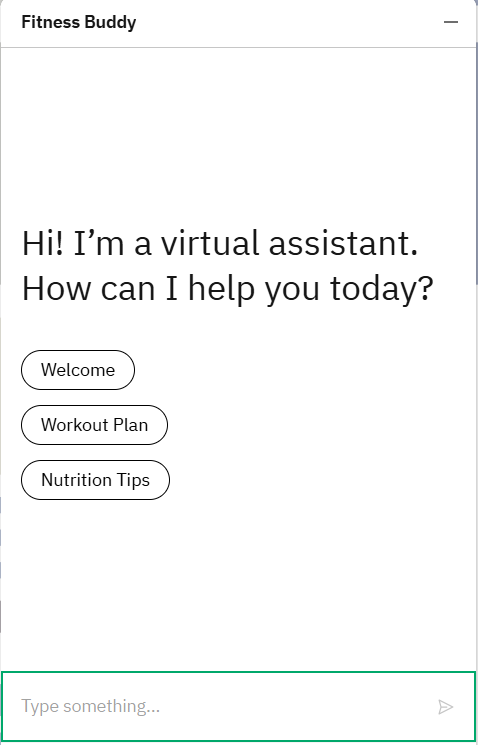 Fitness Buddy
Hi! I’m a virtual assistant.
How can I help you today?
Welcome
Workout Plan
Nutrition Tips
Type something...